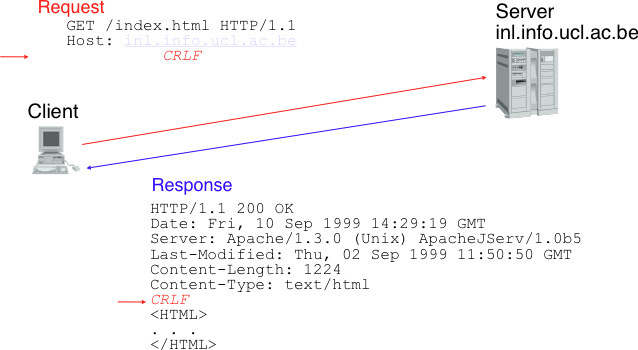 Request
GET /index.html HTTP/1.1
Host: inl.info.ucl.ac.be
CRLF
Server
inl.info.ucl.ac.be
Client
Response
HTTP/1.1 200 OK
Date: Fri, 10 Sep 1999 14:29:19 GMT
Server: Apache/1.3.0 (Unix) ApacheJServ/1.0b5
Last-Modified: Thu, 02 Sep 1999 11:50:50 GMT
Content-Length: 1224
Content-Type: text/html
CRLF
<HTML>
. . .
</HTML>